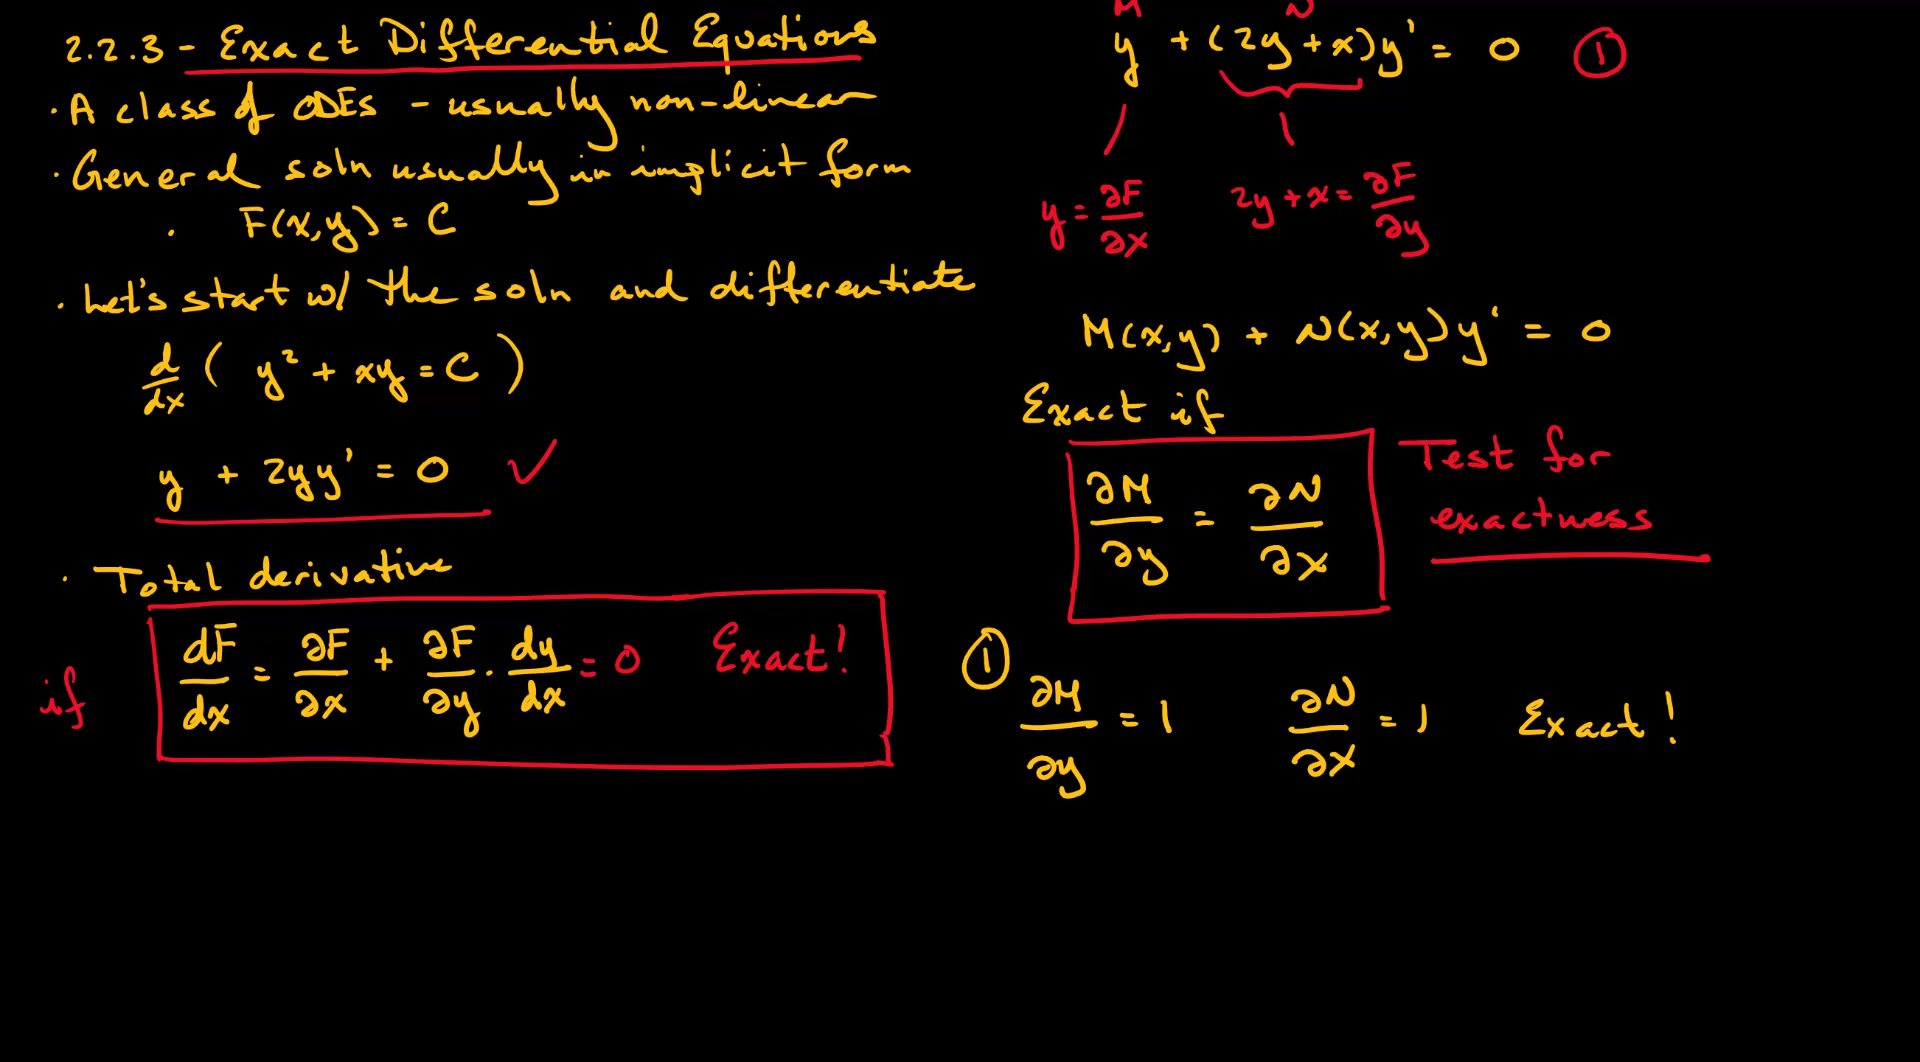 2.2.3 - Exact Differential Equations
· A class of ODEs - usually non-linear
· General soln usually in implicit form
· F(x,y) = C
· Let's start w/ the soln and differentiate
d/dx ( y² + xy = C )
y + 2yy' = 0 ✓
· Total derivative
if dF/dx = ∂F/∂x + ∂F/∂y · dy/dx = 0 Exact!
M N
y + (2y + x)y' = 0 ①
y = ∂F/∂x 2y + x = ∂F/∂y
M(x,y) + N(x,y)y' = 0
Exact if
∂M/∂y = ∂N/∂x Test for
exactness
① ∂M/∂y = 1 ∂N/∂x = 1 Exact!